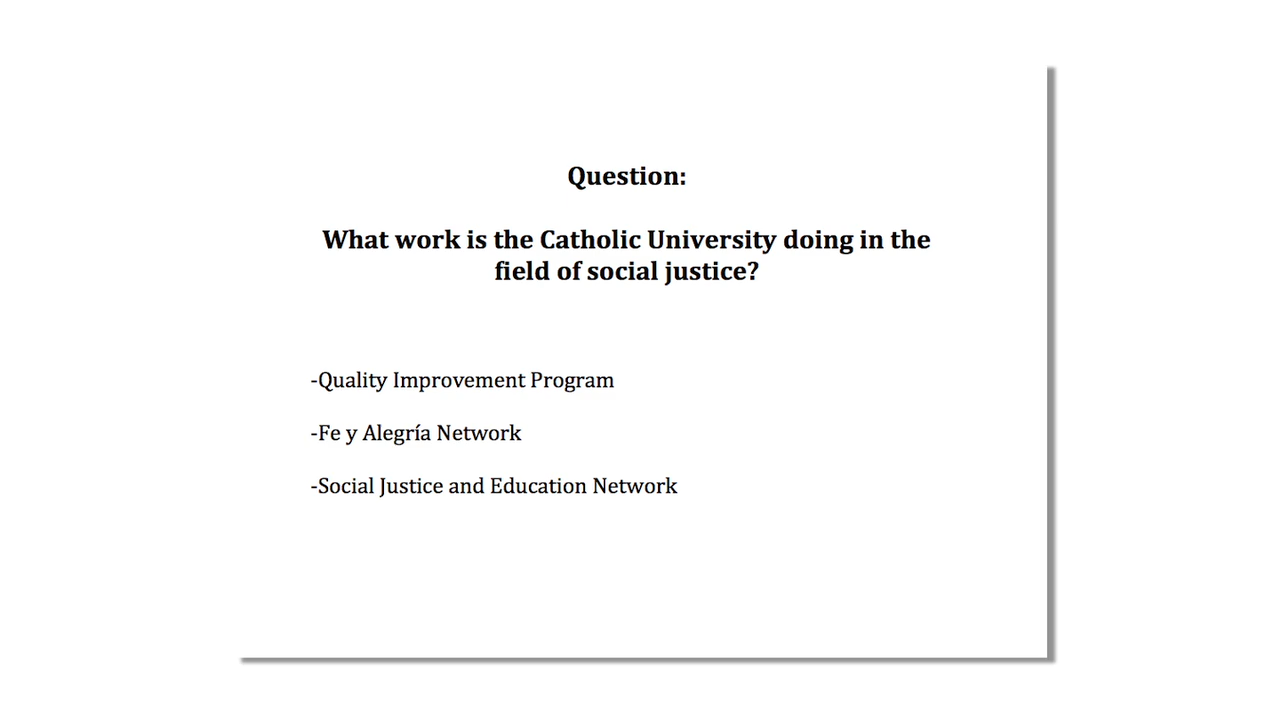 Question:
What work is the Catholic University doing in the
field of social justice?
-Quality Improvement Program
-Fe y Alegría Network
-Social Justice and Education Network